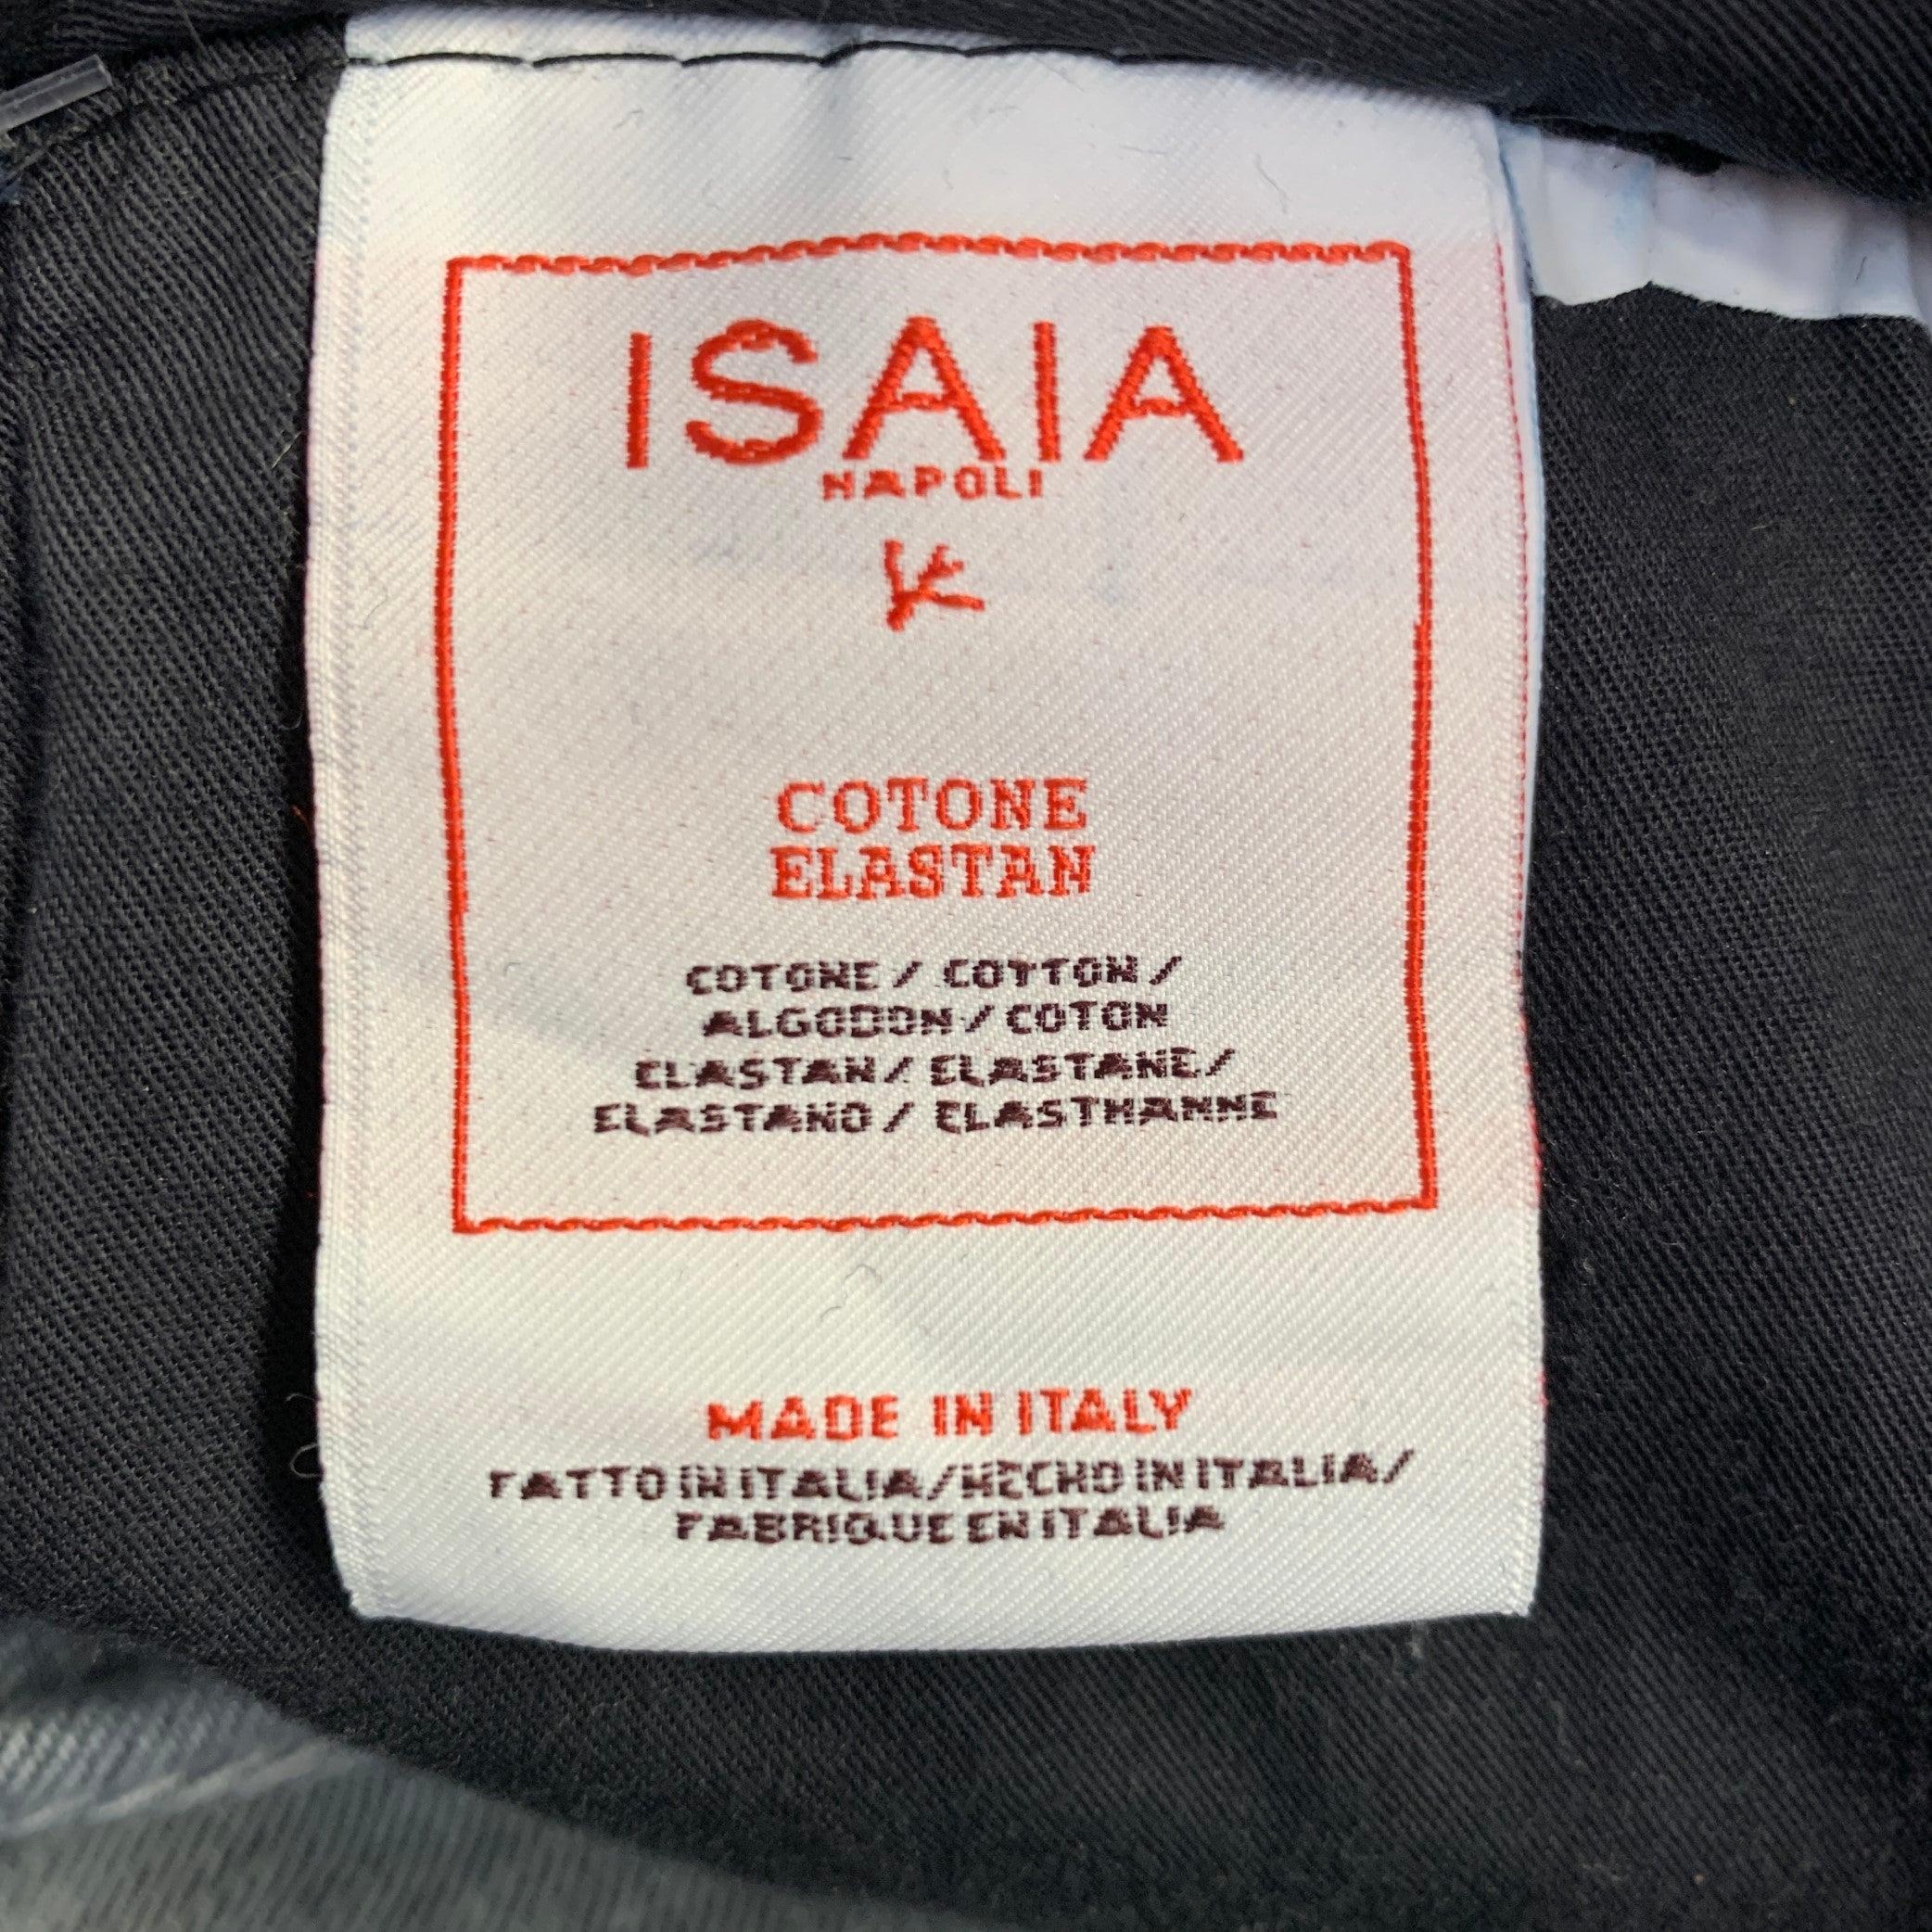 ISAIA
NAPOLI
COTONE
ELASTAN
COTONE / COTTON /
ALGODON / COTON
ELASTAN / ELASTANE /
ELASTANO / ELASTHANNE
MADE IN ITALY
FATTO IN ITALIA / HECHO IN ITALIA /
FABRIQUE EN ITALIA